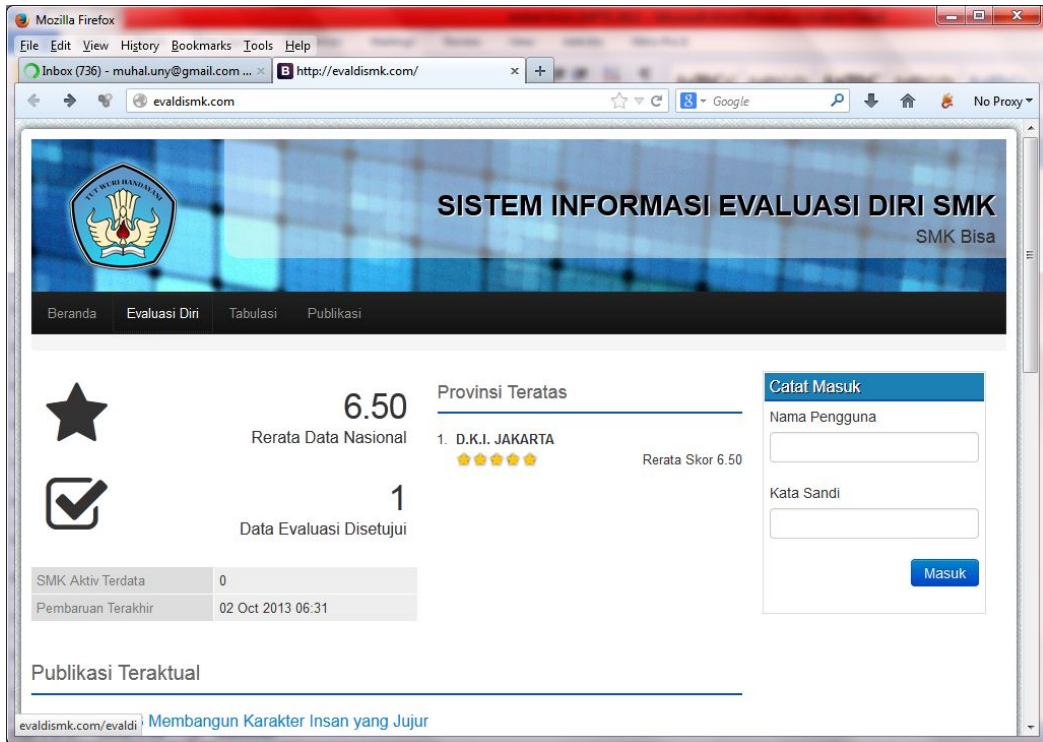 Mozilla Firefox
File Edit View History Bookmarks Tools Help
Inbox (736) - muhal.uny@gmail.com ... × B http://evaldismk.com/ × +
evaldismk.com 8 Google No Proxy
TUT WURI HANDAYANI
SISTEM INFORMASI EVALUASI DIRI SMK
SMK Bisa
Beranda Evaluasi Diri Tabulasi Publikasi
6.50
Rerata Data Nasional
1
Data Evaluasi Disetujui
SMK Aktiv Terdata 0
Pembaruan Terakhir 02 Oct 2013 06:31
Provinsi Teratas
1. D.K.I. JAKARTA
Rerata Skor 6.50
Catat Masuk
Nama Pengguna
Kata Sandi
Masuk
Publikasi Teraktual
Membangun Karakter Insan yang Jujur
evaldismk.com/evaldi